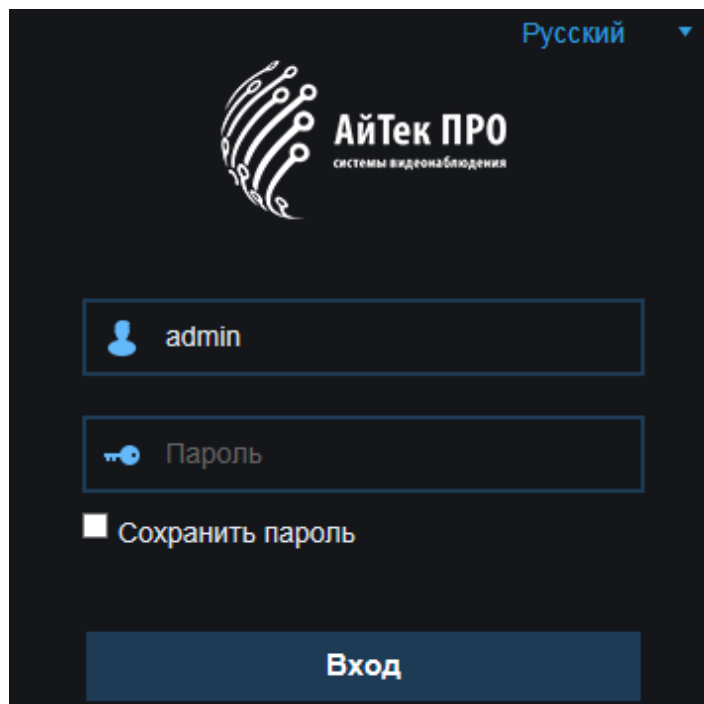 Русский
АйТек ПРО
системы видеонаблюдения
admin
Пароль
Сохранить пароль
Вход